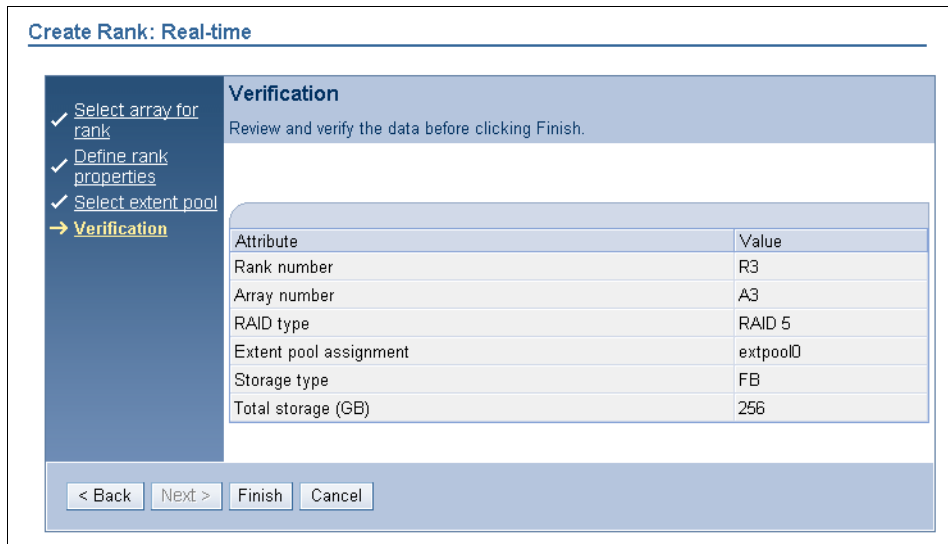 Create Rank: Real-time
Select array for
rank
Define rank
properties
Select extent pool
Verification
Verification
Review and verify the data before clicking Finish.
Attribute Value
Rank number R3
Array number A3
RAID type RAID 5
Extent pool assignment extpool0
Storage type FB
Total storage (GB) 256
< Back Next > Finish Cancel